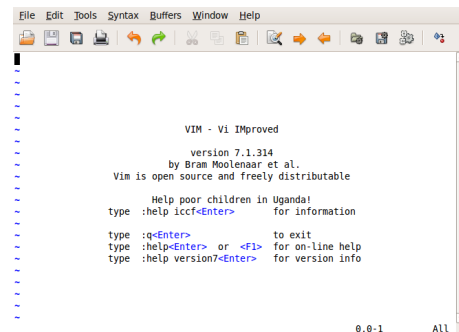 File Edit Tools Syntax Buffers Window Help
~
~
~
~
~
~ VIM - Vi IMproved
~
~ version 7.1.314
~ by Bram Moolenaar et al.
~ Vim is open source and freely distributable
~
~ Help poor children in Uganda!
~ type :help iccf<Enter> for information
~
~ type :q<Enter> to exit
~ type :help<Enter> or <F1> for on-line help
~ type :help version7<Enter> for version info
~
~
~
~
~
0.0-1 All